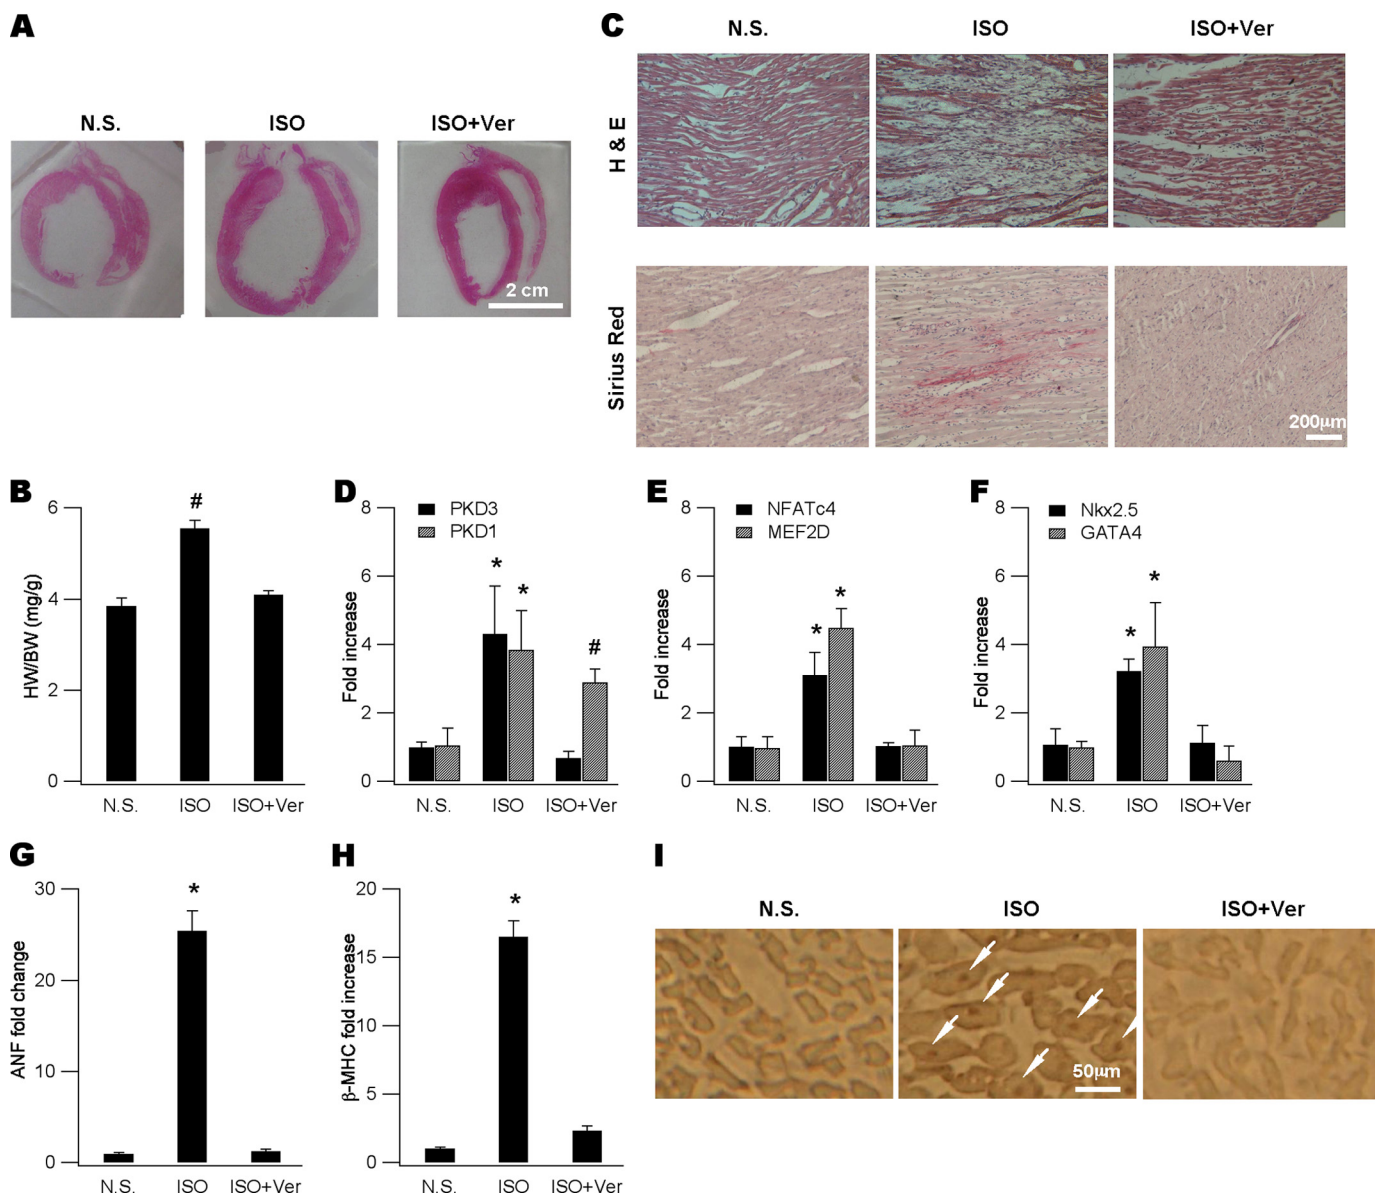 A
N.S. ISO ISO+Ver
2 cm
C
N.S. ISO ISO+Ver
H & E
Sirius Red
200µm
B
HW/BW (mg/g)
6
4
2
0
#
N.S. ISO ISO+Ver
D
PKD3
PKD1
Fold increase
8
6
4
2
0
* * #
N.S. ISO ISO+Ver
E
NFATc4
MEF2D
Fold increase
8
6
4
2
0
* *
N.S. ISO ISO+Ver
F
Nkx2.5
GATA4
Fold increase
8
6
4
2
0
* *
N.S. ISO ISO+Ver
G
ANF fold change
30
20
10
0
*
N.S. ISO ISO+Ver
H
β-MHC fold increase
20
15
10
5
0
*
N.S. ISO ISO+Ver
I
N.S. ISO ISO+Ver
50µm